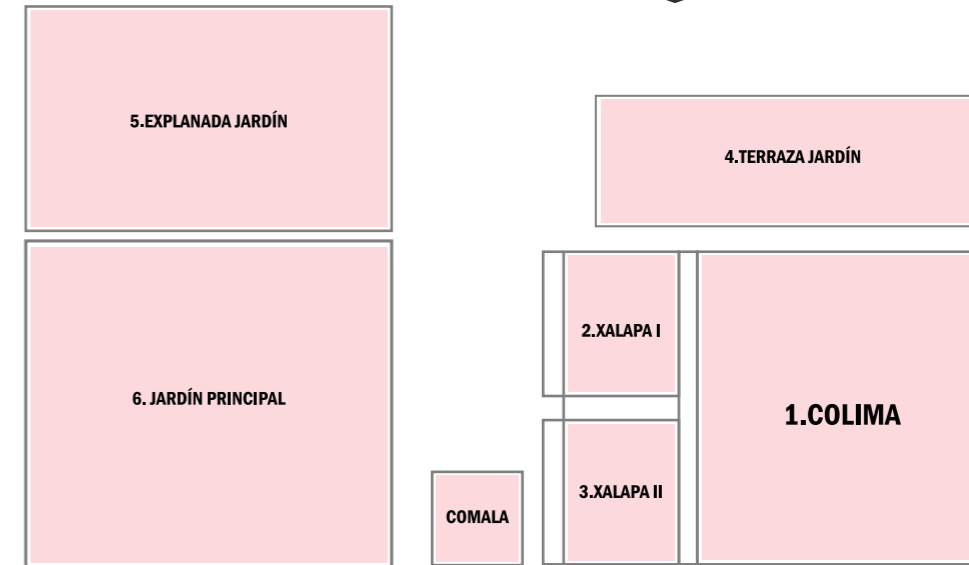 5.EXPLANADA JARDÍN
4.TERRAZA JARDÍN
2.XALAPA I
6. JARDÍN PRINCIPAL
1.COLIMA
3.XALAPA II
COMALA